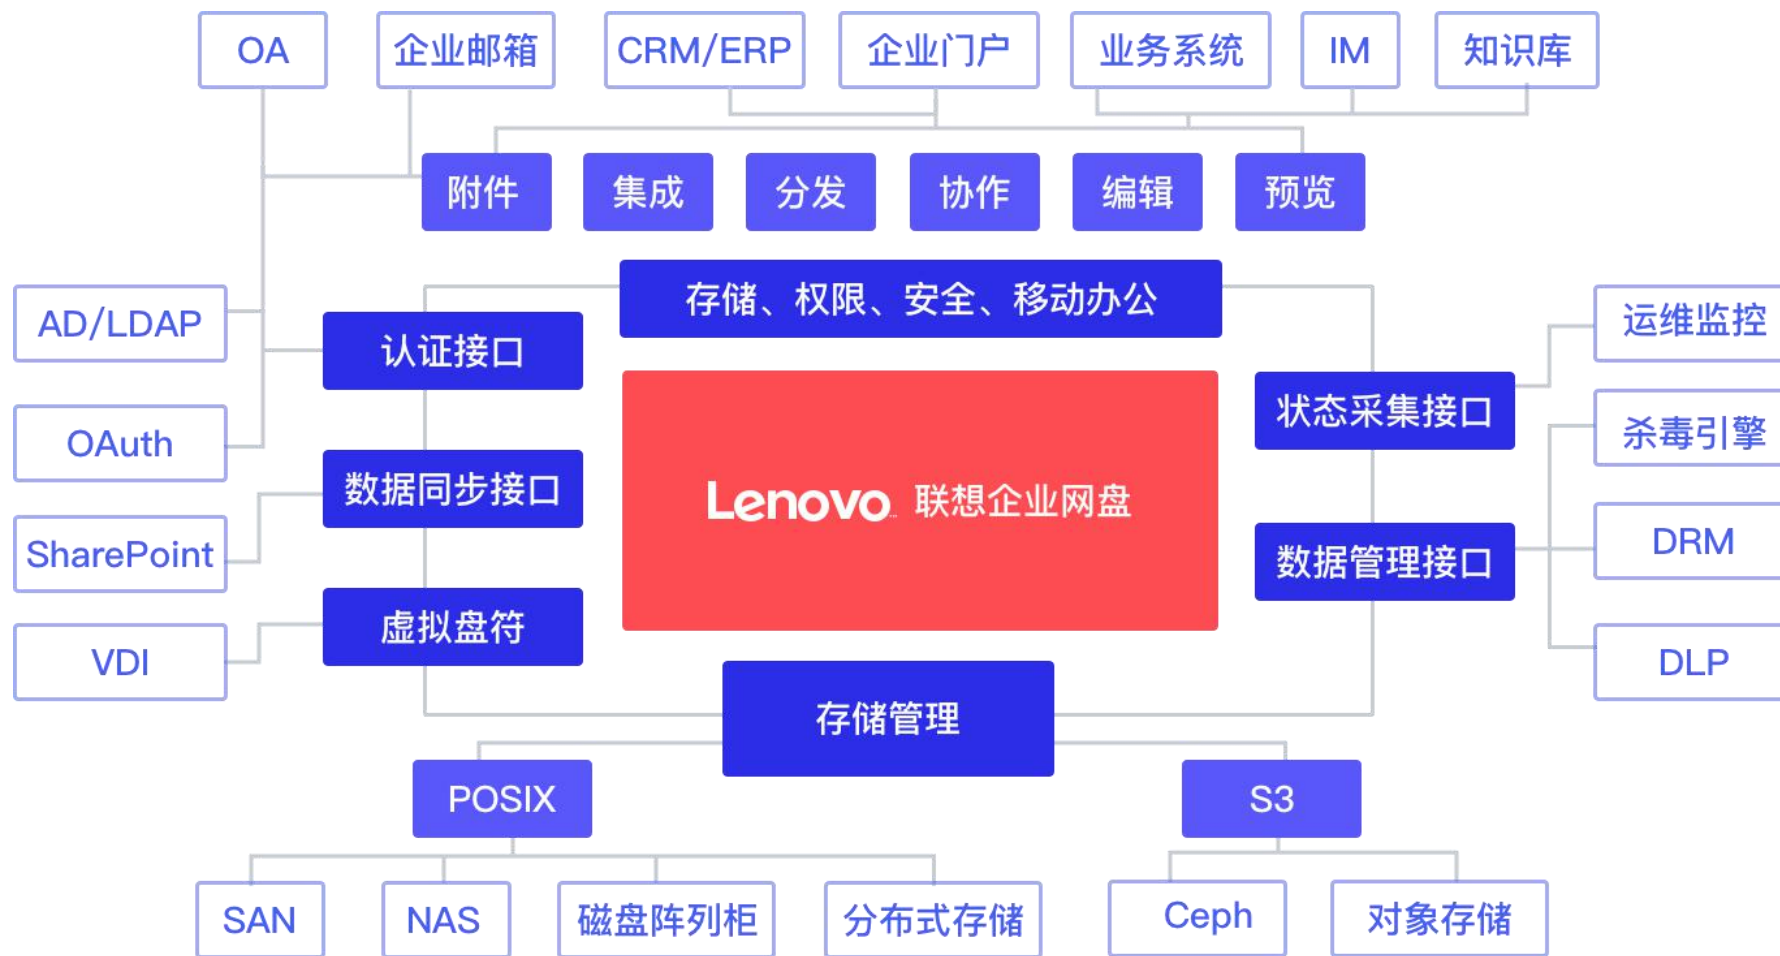 OA
企业邮箱
CRM/ERP
企业门户
业务系统
IM
知识库
附件
集成
分发
协作
编辑
预览
存储、权限、安全、移动办公
AD/LDAP
认证接口
运维监控
状态采集接口
OAuth
杀毒引擎
数据同步接口
Lenovo 联想企业网盘
SharePoint
数据管理接口
DRM
虚拟盘符
VDI
DLP
存储管理
POSIX
S3
SAN
NAS
磁盘阵列柜
分布式存储
Ceph
对象存储